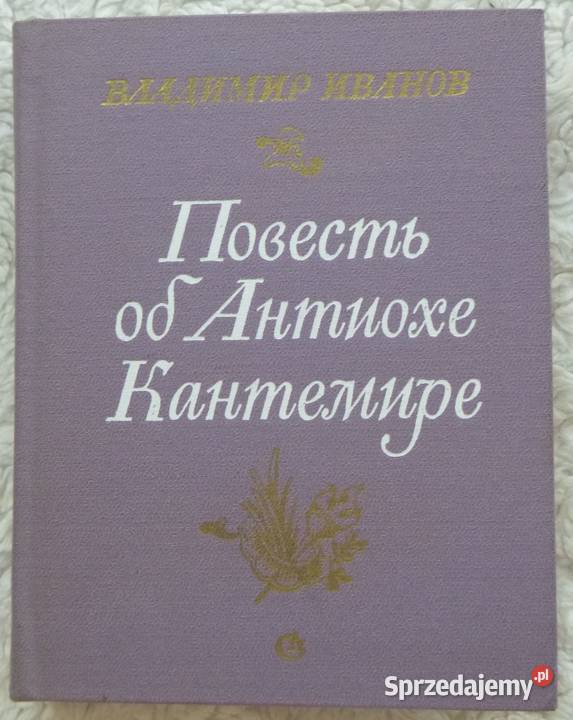 ВЛАДИМИР ИВАНОВ
Повесть
об Антиохе
Кантемире
Sprzedajemy.pl